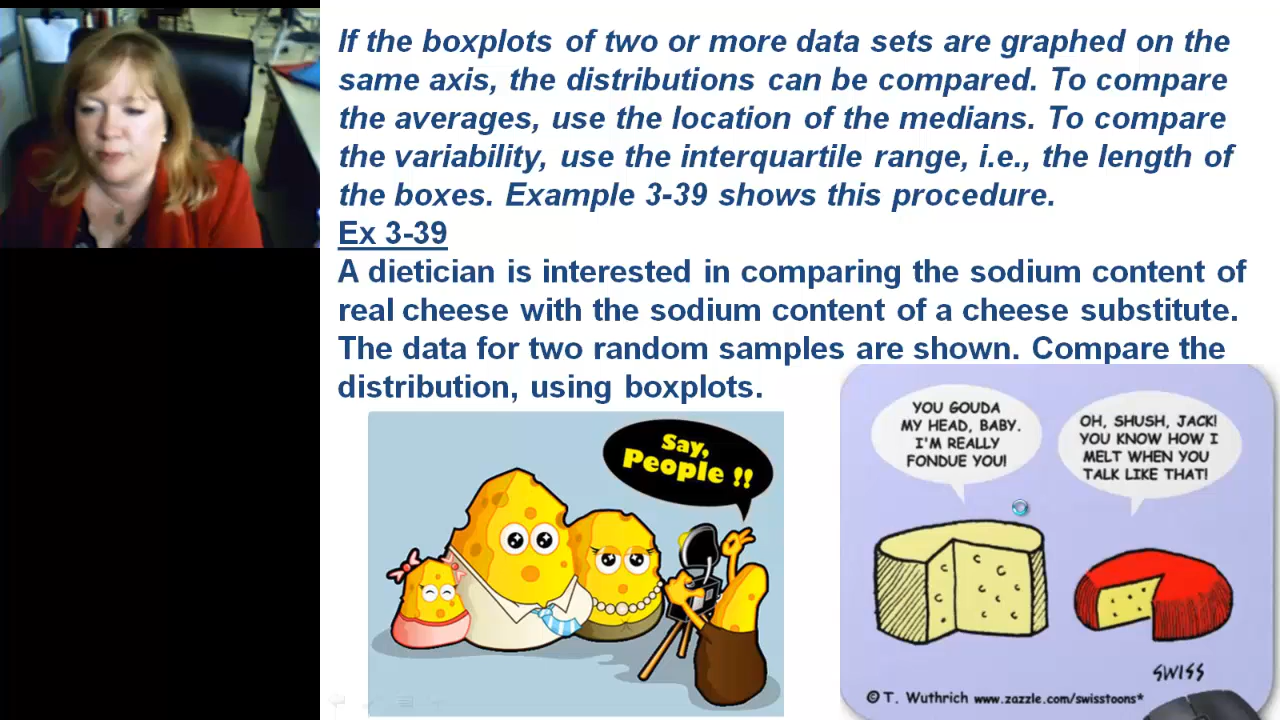 If the boxplots of two or more data sets are graphed on the
same axis, the distributions can be compared. To compare
the averages, use the location of the medians. To compare
the variability, use the interquartile range, i.e., the length of
the boxes. Example 3-39 shows this procedure.
Ex 3-39
A dietician is interested in comparing the sodium content of
real cheese with the sodium content of a cheese substitute.
The data for two random samples are shown. Compare the
distribution, using boxplots.
Say,
People !!
YOU GOUDA
MY HEAD, BABY.
I'M REALLY
FONDUE YOU!
OH, SHUSH, JACK!
YOU KNOW HOW I
MELT WHEN YOU
TALK LIKE THAT!
SWISS
© T. Wuthrich www.zazzle.com/swisstoons*